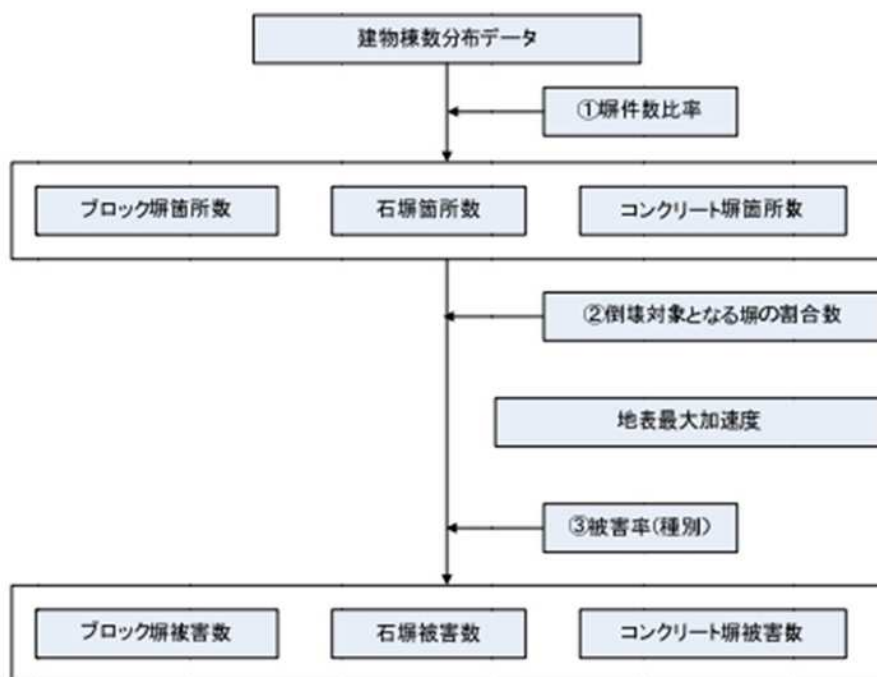 建物棟数分布データ
①塀件数比率
ブロック塀箇所数
石塀箇所数
コンクリート塀箇所数
②倒壊対象となる塀の割合数
地表最大加速度
③被害率(種別)
ブロック塀被害数
石塀被害数
コンクリート塀被害数